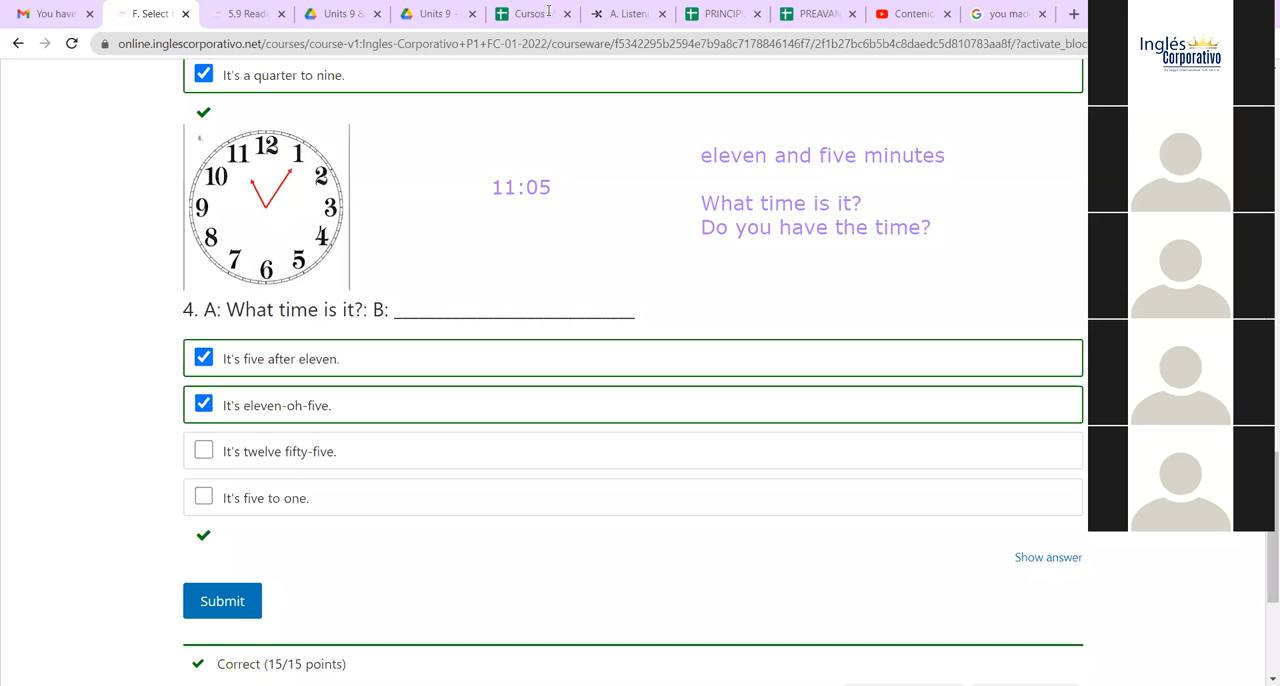 You have
F. Select t
5.9 Readi
Units 9 &
Units 9 -
Cursos
A. Listen
PRINCIPI
PREAVAN
Contenic
you mad
online.inglescorporativo.net/courses/course-v1:Ingles-Corporativo+P1+FC-01-2022/courseware/f5342295b2594e7b9a8c7178846146f7/2f1b27bc6b5b4c8daedc5d810783aa8f/?activate_bloc
Inglés
Corporativo
It's a quarter to nine.
4.
12
11 1
10 2
9 3
8 4
7 5
6
11:05
eleven and five minutes
What time is it?
Do you have the time?
4. A: What time is it?: B: ___________________________
It's five after eleven.
It's eleven-oh-five.
It's twelve fifty-five.
It's five to one.
Show answer
Submit
Correct (15/15 points)